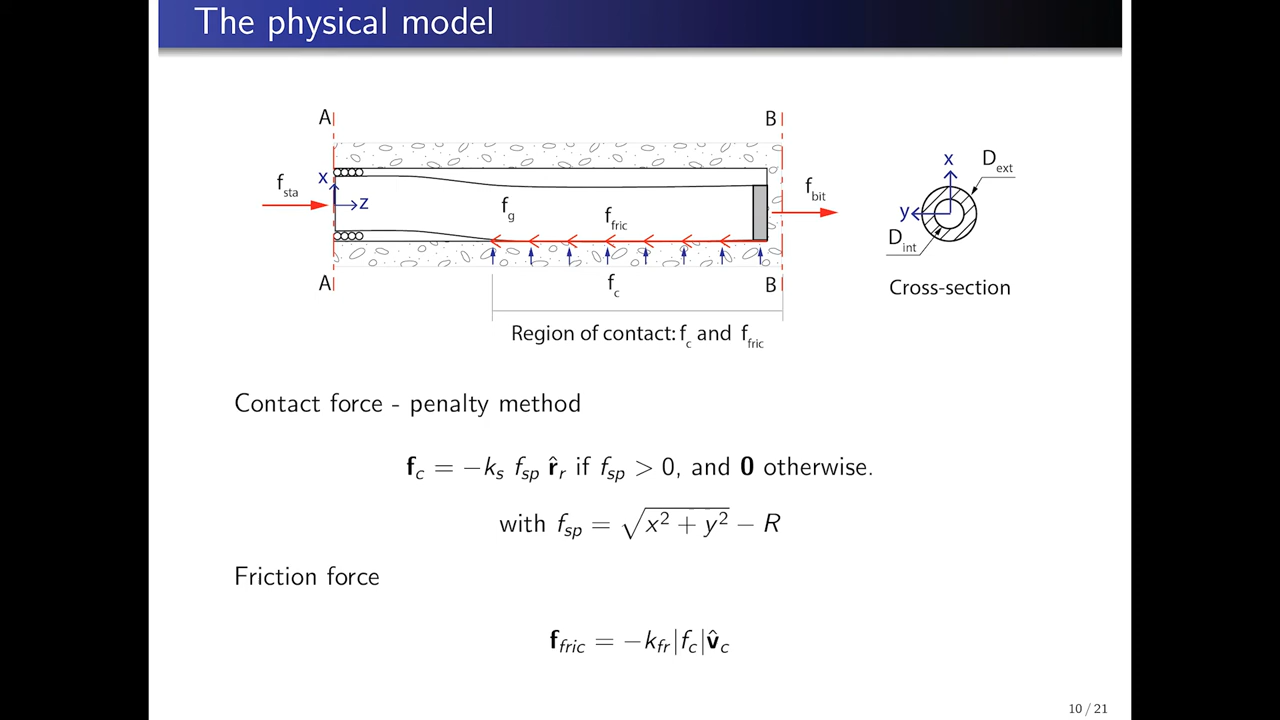 The physical model
A B
x D_ext
f_sta x z f_g f_fric f_bit y
D_int
A f_c B Cross-section
Region of contact: f_c and f_fric
Contact force - penalty method
f_c = −k_s f_sp r̂_r if f_sp > 0, and 0 otherwise.
with f_sp = √(x² + y²) − R
Friction force
f_fric = −k_fr|f_c|v̂_c
10 / 21